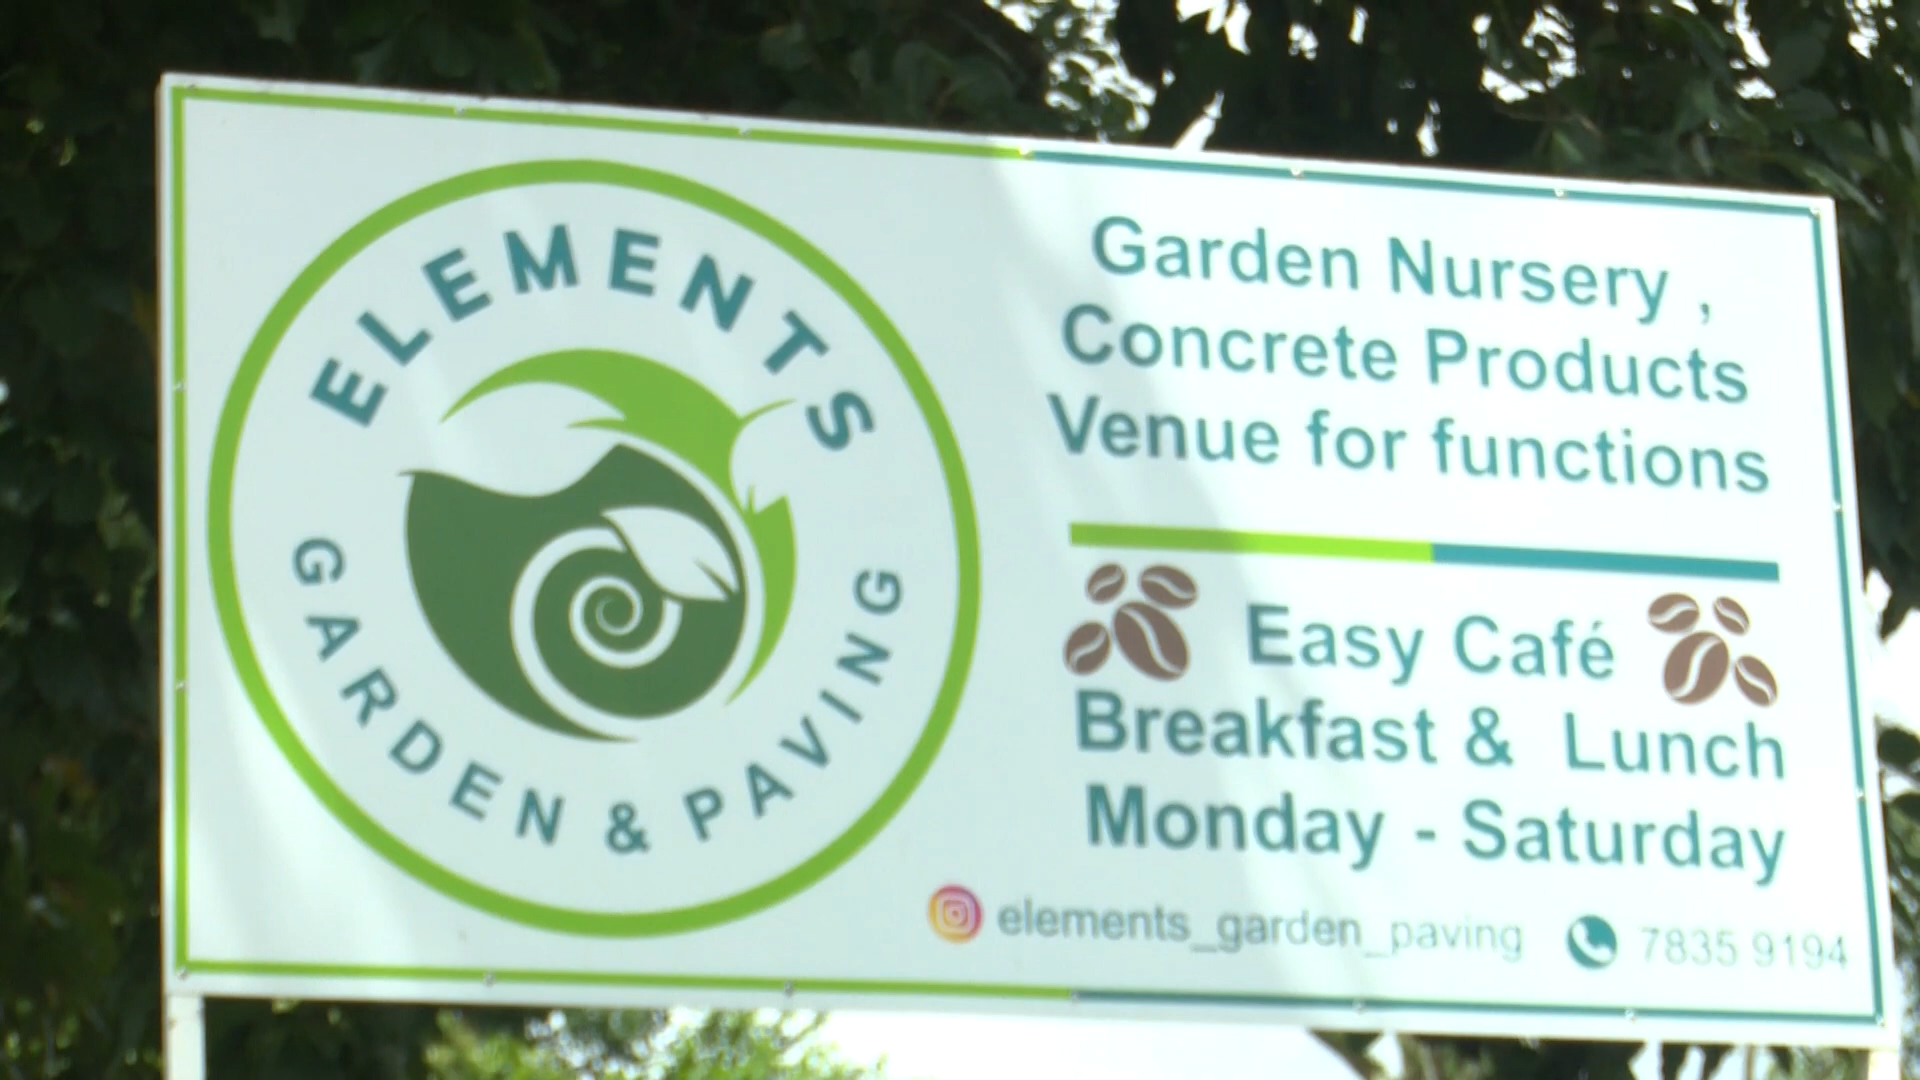 ELEMENTS
GARDEN & PAVING
Garden Nursery ,
Concrete Products
Venue for functions
Easy Café
Breakfast & Lunch
Monday - Saturday
elements_garden_paving 7835 9194